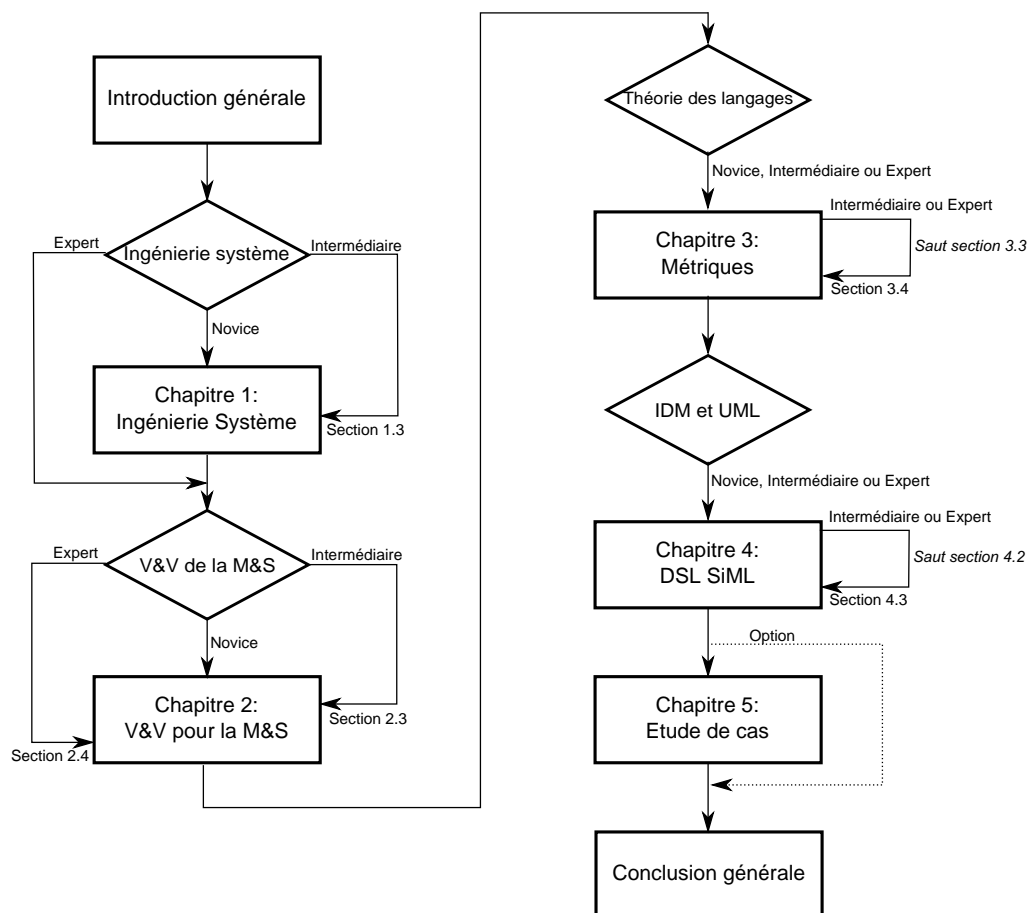 Introduction générale
Ingénierie système
Expert
Intermédiaire
Novice
Chapitre 1:
Ingénierie Système
Section 1.3
V&V de la M&S
Expert
Intermédiaire
Novice
Chapitre 2:
V&V pour la M&S
Section 2.3
Section 2.4
Théorie des langages
Novice, Intermédiaire ou Expert
Intermédiaire ou Expert
Chapitre 3:
Métriques
Saut section 3.3
Section 3.4
IDM et UML
Novice, Intermédiaire ou Expert
Intermédiaire ou Expert
Chapitre 4:
DSL SiML
Saut section 4.2
Section 4.3
Option
Chapitre 5:
Etude de cas
Conclusion générale